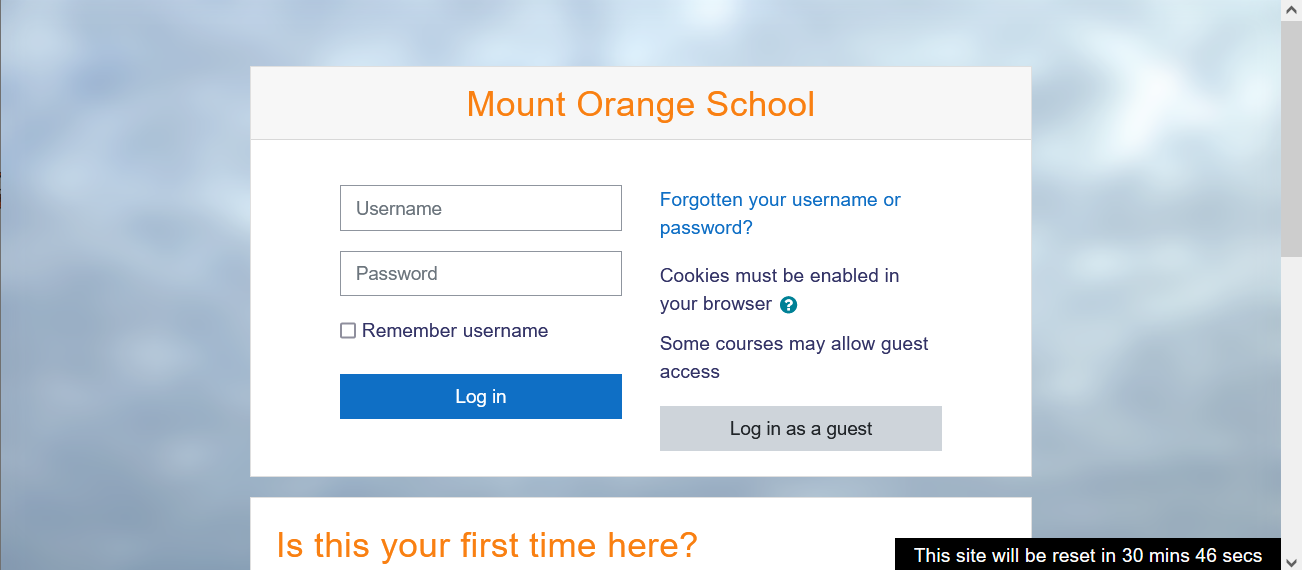 Mount Orange School
Username
Password
Remember username
Log in
Forgotten your username or
password?
Cookies must be enabled in
your browser
Some courses may allow guest
access
Log in as a guest
Is this your first time here?
This site will be reset in 30 mins 46 secs